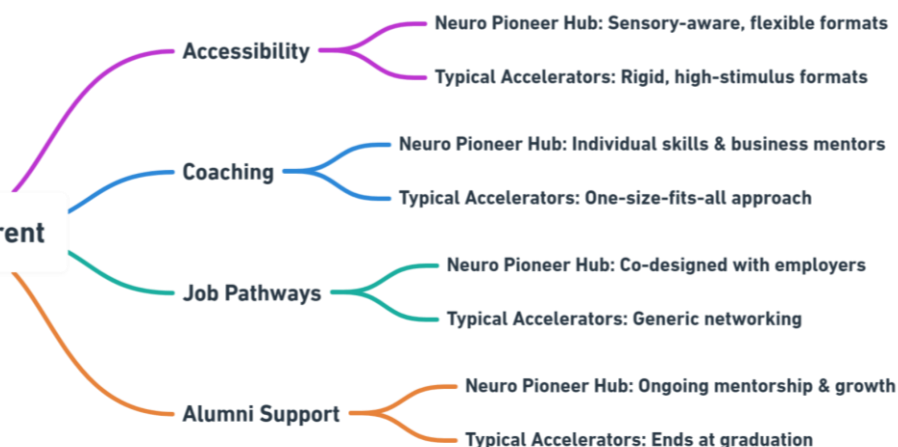 Neuro Pioneer Hub: Sensory-aware, flexible formats
Accessibility
Typical Accelerators: Rigid, high-stimulus formats
Neuro Pioneer Hub: Individual skills & business mentors
Coaching
Typical Accelerators: One-size-fits-all approach
rent
Neuro Pioneer Hub: Co-designed with employers
Job Pathways
Typical Accelerators: Generic networking
Neuro Pioneer Hub: Ongoing mentorship & growth
Alumni Support
Typical Accelerators: Ends at graduation